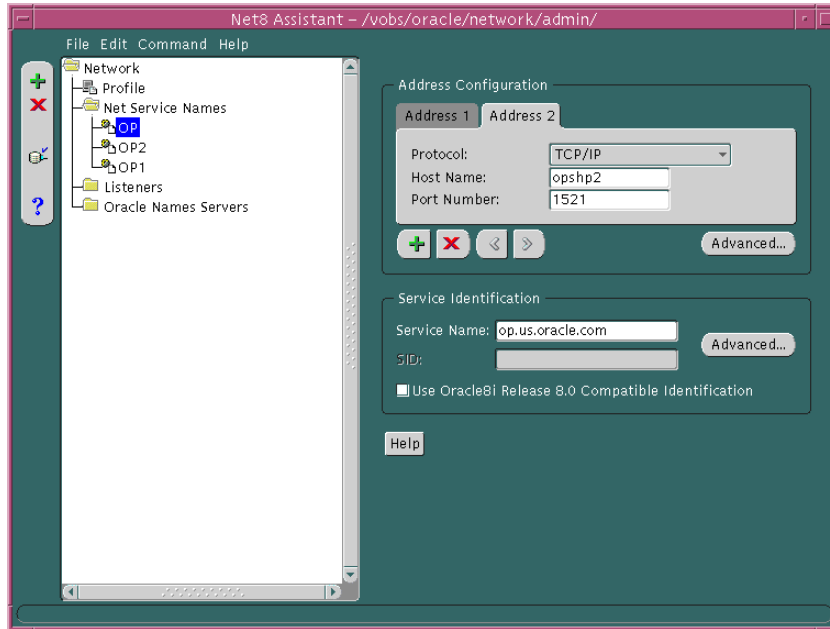 Net8 Assistant – /vobs/oracle/network/admin/
File Edit Command Help
Network
Profile
Net Service Names
OP
OP2
OP1
Listeners
Oracle Names Servers
Address Configuration
Address 1 Address 2
Protocol: TCP/IP
Host Name: opshp2
Port Number: 1521
Advanced...
Service Identification
Service Name: op.us.oracle.com
Advanced...
SID:
Use Oracle8i Release 8.0 Compatible Identification
Help